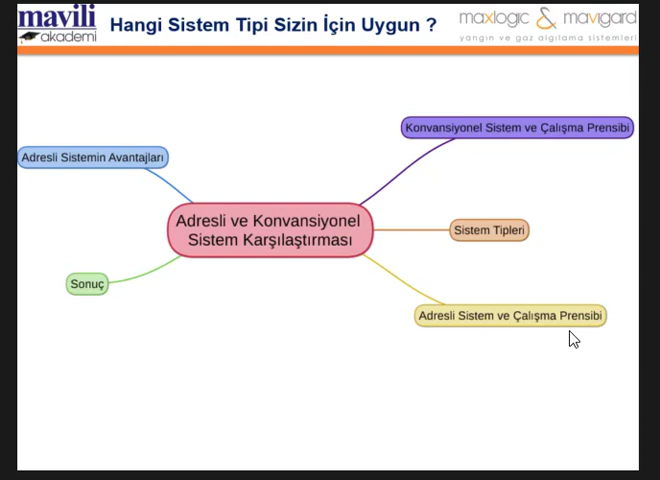 mavili
akademi
Hangi Sistem Tipi Sizin İçin Uygun ?
maxlogic & mavigard
yangın ve gaz algılama sistemleri
Konvansiyonel Sistem ve Çalışma Prensibi
Adresli Sistemin Avantajları
Adresli ve Konvansiyonel
Sistem Karşılaştırması
Sistem Tipleri
Sonuç
Adresli Sistem ve Çalışma Prensibi